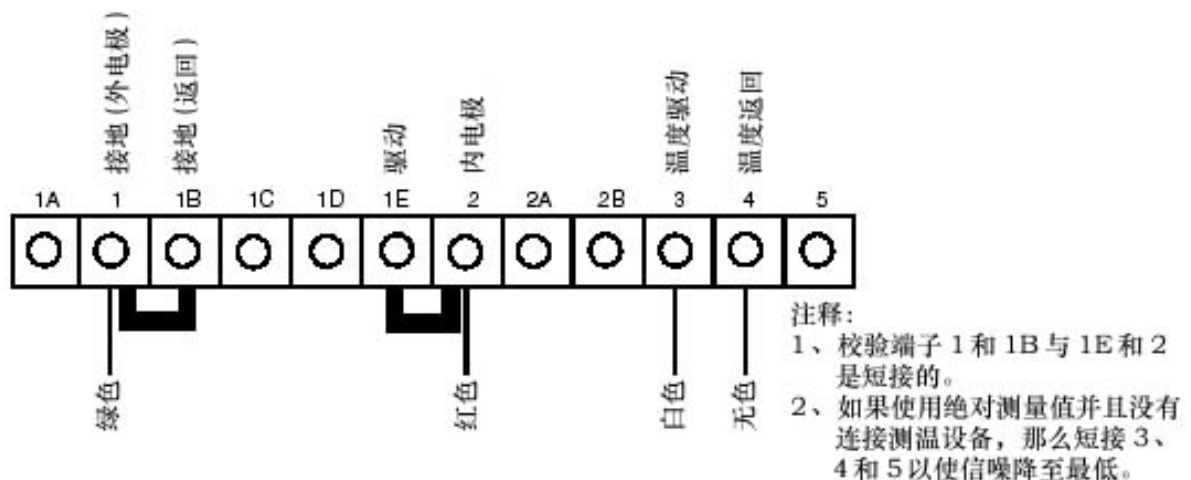 接地(外电极)
接地(返回)
驱动
内电极
温度驱动
温度返回
1A 1 1B 1C 1D 1E 2 2A 2B 3 4 5
绿色
红色
白色
无色
注释:
1、校验端子 1 和 1B 与 1E 和 2
是短接的。
2、如果使用绝对测量值并且没有
连接测温设备，那么短接 3、
4 和 5 以使信噪降至最低。